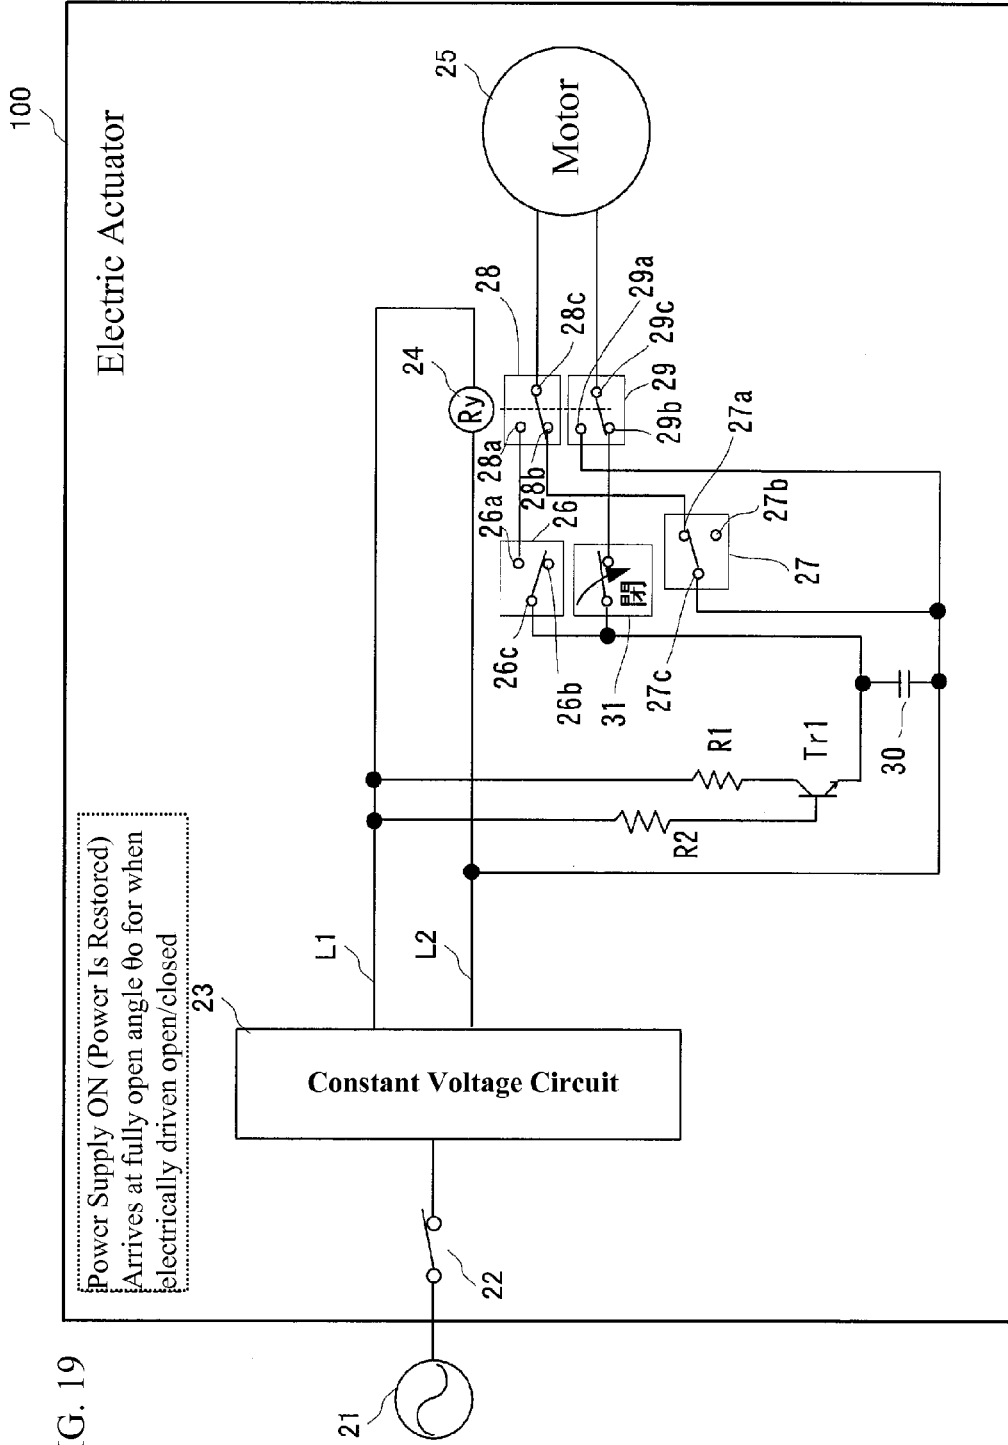 IG. 19
100
Electric Actuator
Power Supply ON (Power Is Restored)
Arrives at fully open angle θo for when
electrically driven open/closed
21
22
23
Constant Voltage Circuit
L1
L2
24
Ry
25
Motor
28
28a
28b
28c
29a
29c
29
29b
26a
26
26c
26b
31
閉
27a
27b
27
27c
R1
R2
Tr1
30